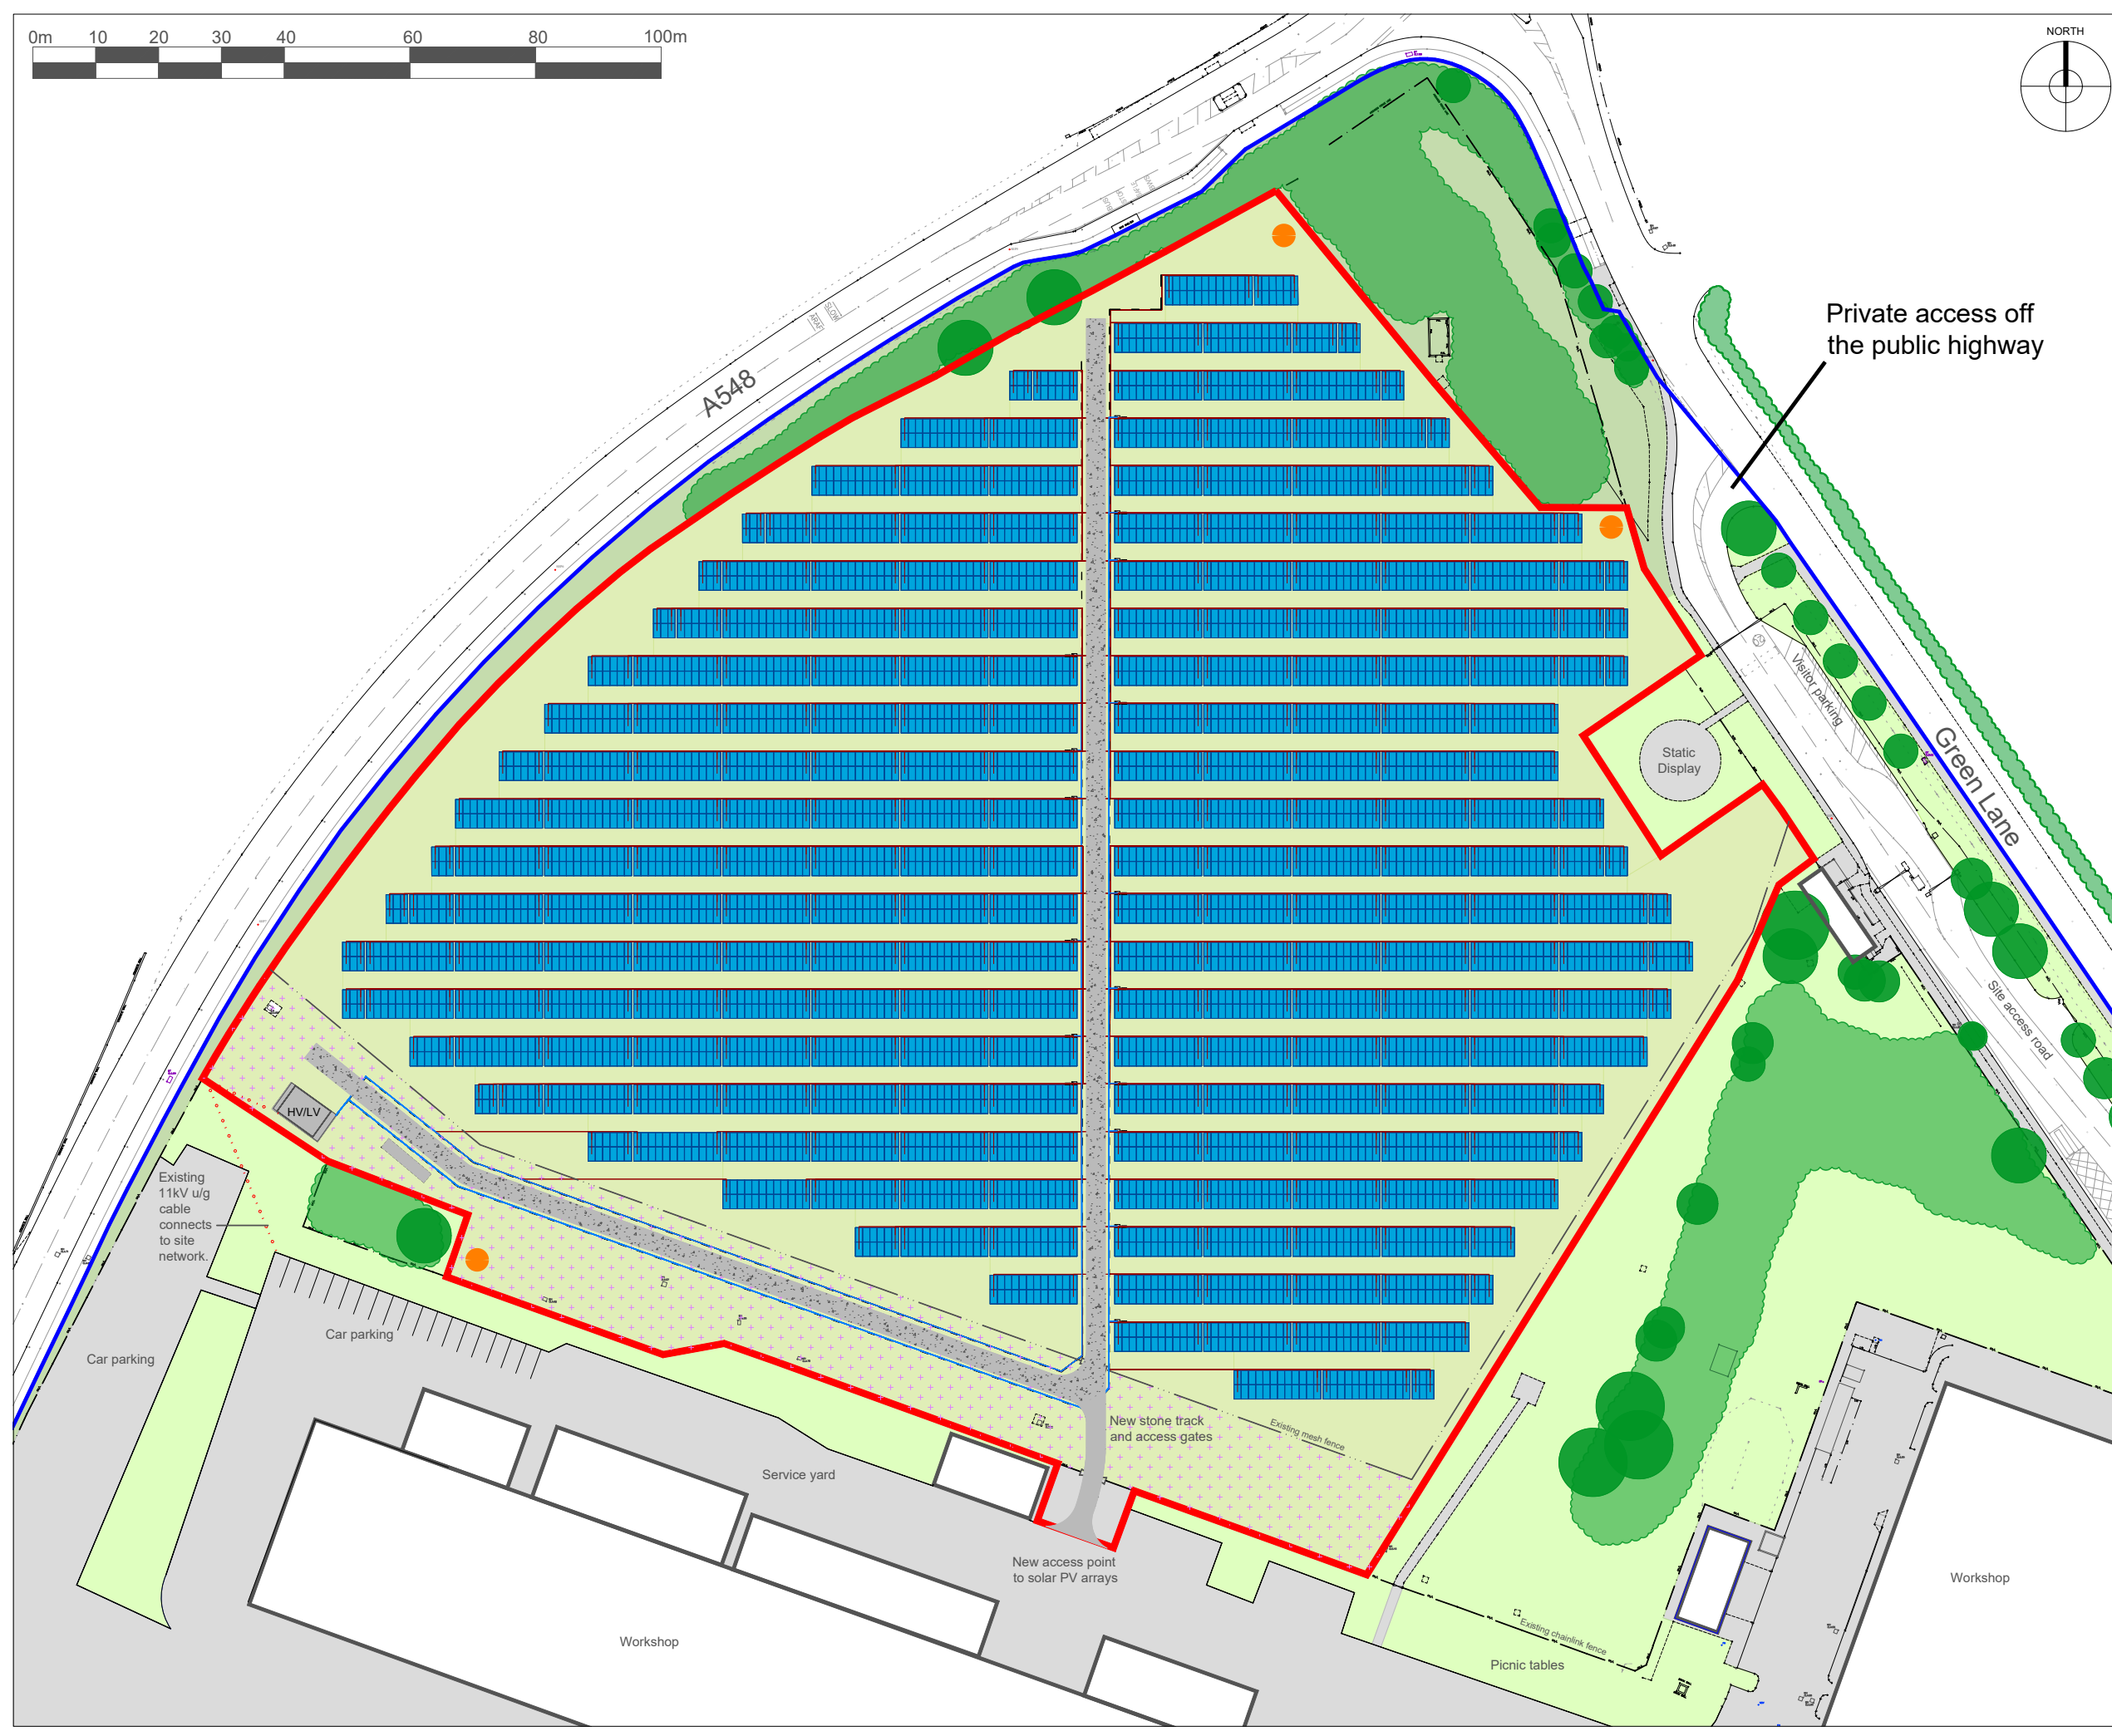 0m 10 20 30 40 60 80 100m
NORTH
Private access off
the public highway
A548
SLOW
ARAF
Visitor parking
Static
Display
Green Lane
Site access road
HV/LV
Existing
11kV u/g
cable
connects
to site
network.
Car parking
Car parking
New stone track
and access gates
Existing mesh fence
Service yard
New access point
to solar PV arrays
Workshop
Workshop
Existing chainlink fence
Picnic tables